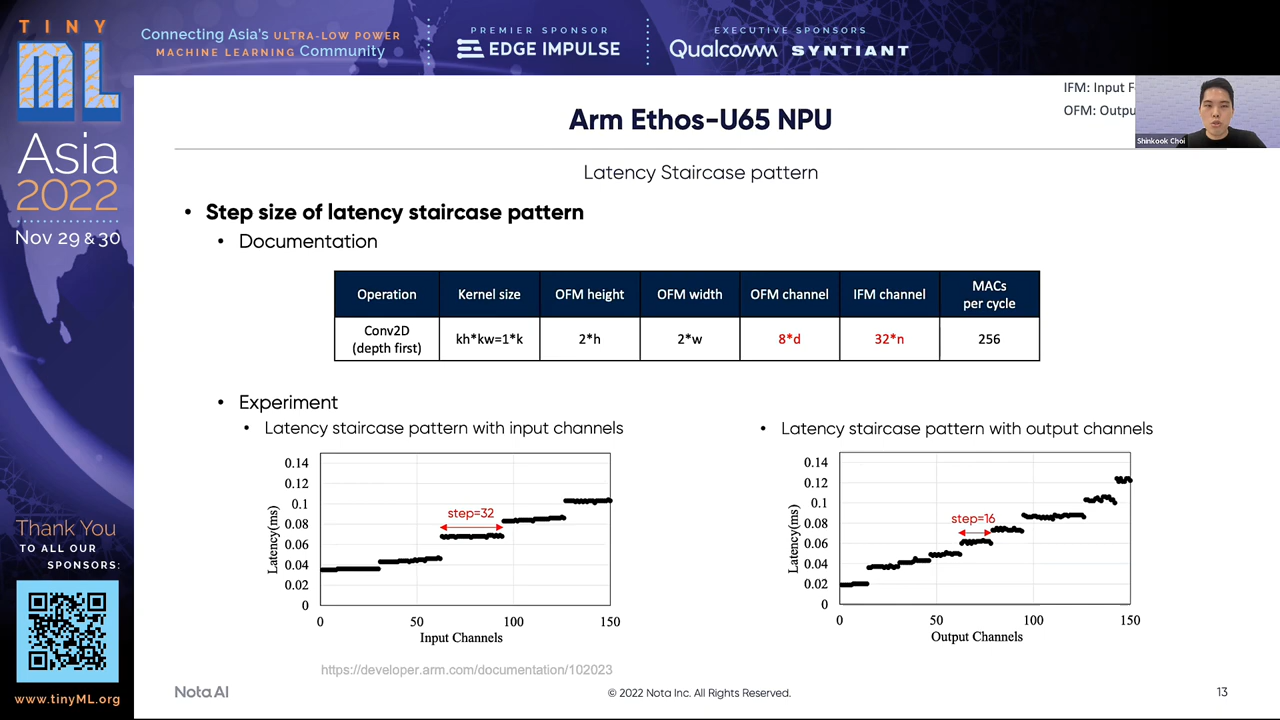 TINY
ML
Asia
2022
Nov 29 & 30
Connecting Asia's ULTRA-LOW POWER
MACHINE LEARNING Community
PREMIER SPONSOR
EDGE IMPULSE
EXECUTIVE SPONSORS
Qualcomm SYNTIANT
IFM: Input F
OFM: Outpu
Shinkook Choi
Arm Ethos-U65 NPU
Latency Staircase pattern
• Step size of latency staircase pattern
• Documentation
Operation Kernel size OFM height OFM width OFM channel IFM channel MACs per cycle
Conv2D (depth first) kh*kw=1*k 2*h 2*w 8*d 32*n 256
• Experiment
• Latency staircase pattern with input channels
0.14
0.12
0.1
0.08
0.06
0.04
0.02
0
Latency(ms)
step=32
0 50 100 150
Input Channels
• Latency staircase pattern with output channels
0.14
0.12
0.1
0.08
0.06
0.04
0.02
0
Latency(ms)
step=16
0 50 100 150
Output Channels
https://developer.arm.com/documentation/102023
Nota AI
© 2022 Nota Inc. All Rights Reserved.
13
Thank You
TO ALL OUR
SPONSORS:
www.tinyML.org